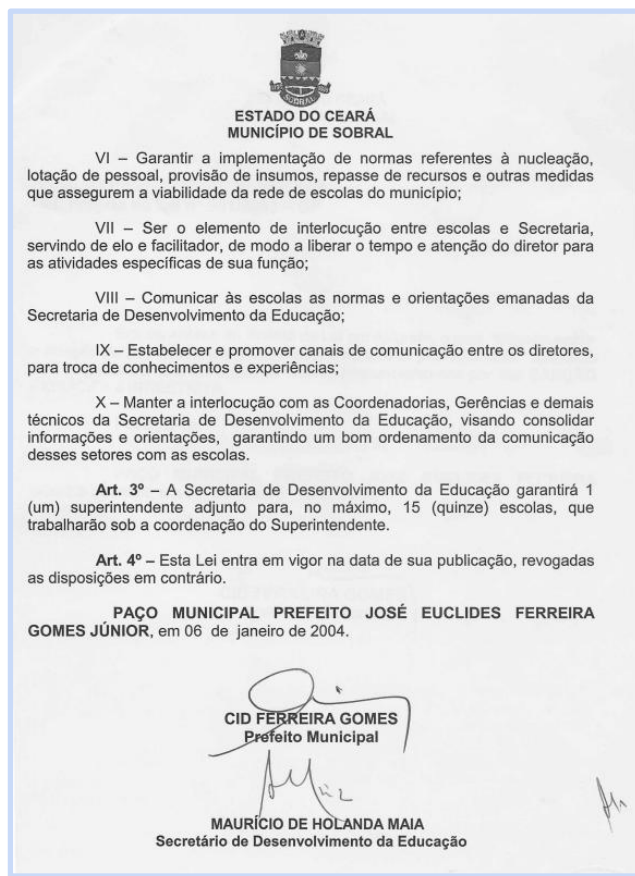 SOBRAL
ESTADO DO CEARÁ
MUNICÍPIO DE SOBRAL
VI – Garantir a implementação de normas referentes à nucleação,
lotação de pessoal, provisão de insumos, repasse de recursos e outras medidas
que assegurem a viabilidade da rede de escolas do município;
VII – Ser o elemento de interlocução entre escolas e Secretaria,
servindo de elo e facilitador, de modo a liberar o tempo e atenção do diretor para
as atividades específicas de sua função;
VIII – Comunicar às escolas as normas e orientações emanadas da
Secretaria de Desenvolvimento da Educação;
IX – Estabelecer e promover canais de comunicação entre os diretores,
para troca de conhecimentos e experiências;
X – Manter a interlocução com as Coordenadorias, Gerências e demais
técnicos da Secretaria de Desenvolvimento da Educação, visando consolidar
informações e orientações, garantindo um bom ordenamento da comunicação
desses setores com as escolas.
Art. 3º – A Secretaria de Desenvolvimento da Educação garantirá 1
(um) superintendente adjunto para, no máximo, 15 (quinze) escolas, que
trabalharão sob a coordenação do Superintendente.
Art. 4º – Esta Lei entra em vigor na data de sua publicação, revogadas
as disposições em contrário.
PAÇO MUNICIPAL PREFEITO JOSÉ EUCLIDES FERREIRA
GOMES JÚNIOR, em 06 de janeiro de 2004.
CID FERREIRA GOMES
Prefeito Municipal
MAURÍCIO DE HOLANDA MAIA
Secretário de Desenvolvimento da Educação